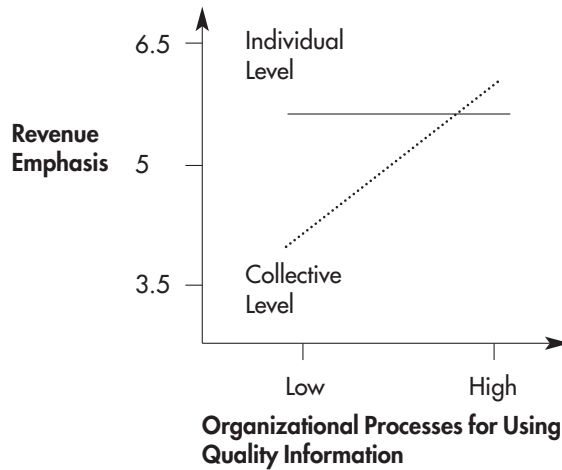 6.5
Individual
Level
Revenue
Emphasis
5
Collective
Level
3.5
Low
High
Organizational Processes for Using
Quality Information